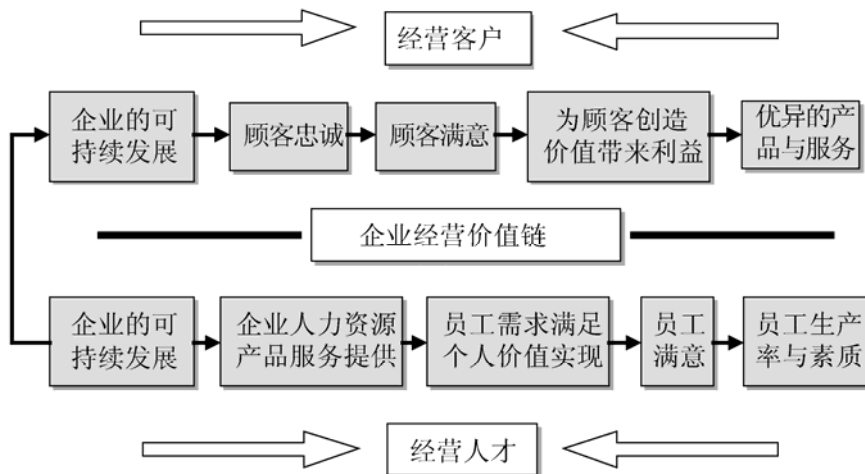 经营客户
企业的可
持续发展
顾客忠诚
顾客满意
为顾客创造
价值带来利益
优异的产
品与服务
企业经营价值链
企业的可
持续发展
企业人力资源
产品服务提供
员工需求满足
个人价值实现
员工
满意
员工生产
率与素质
经营人才